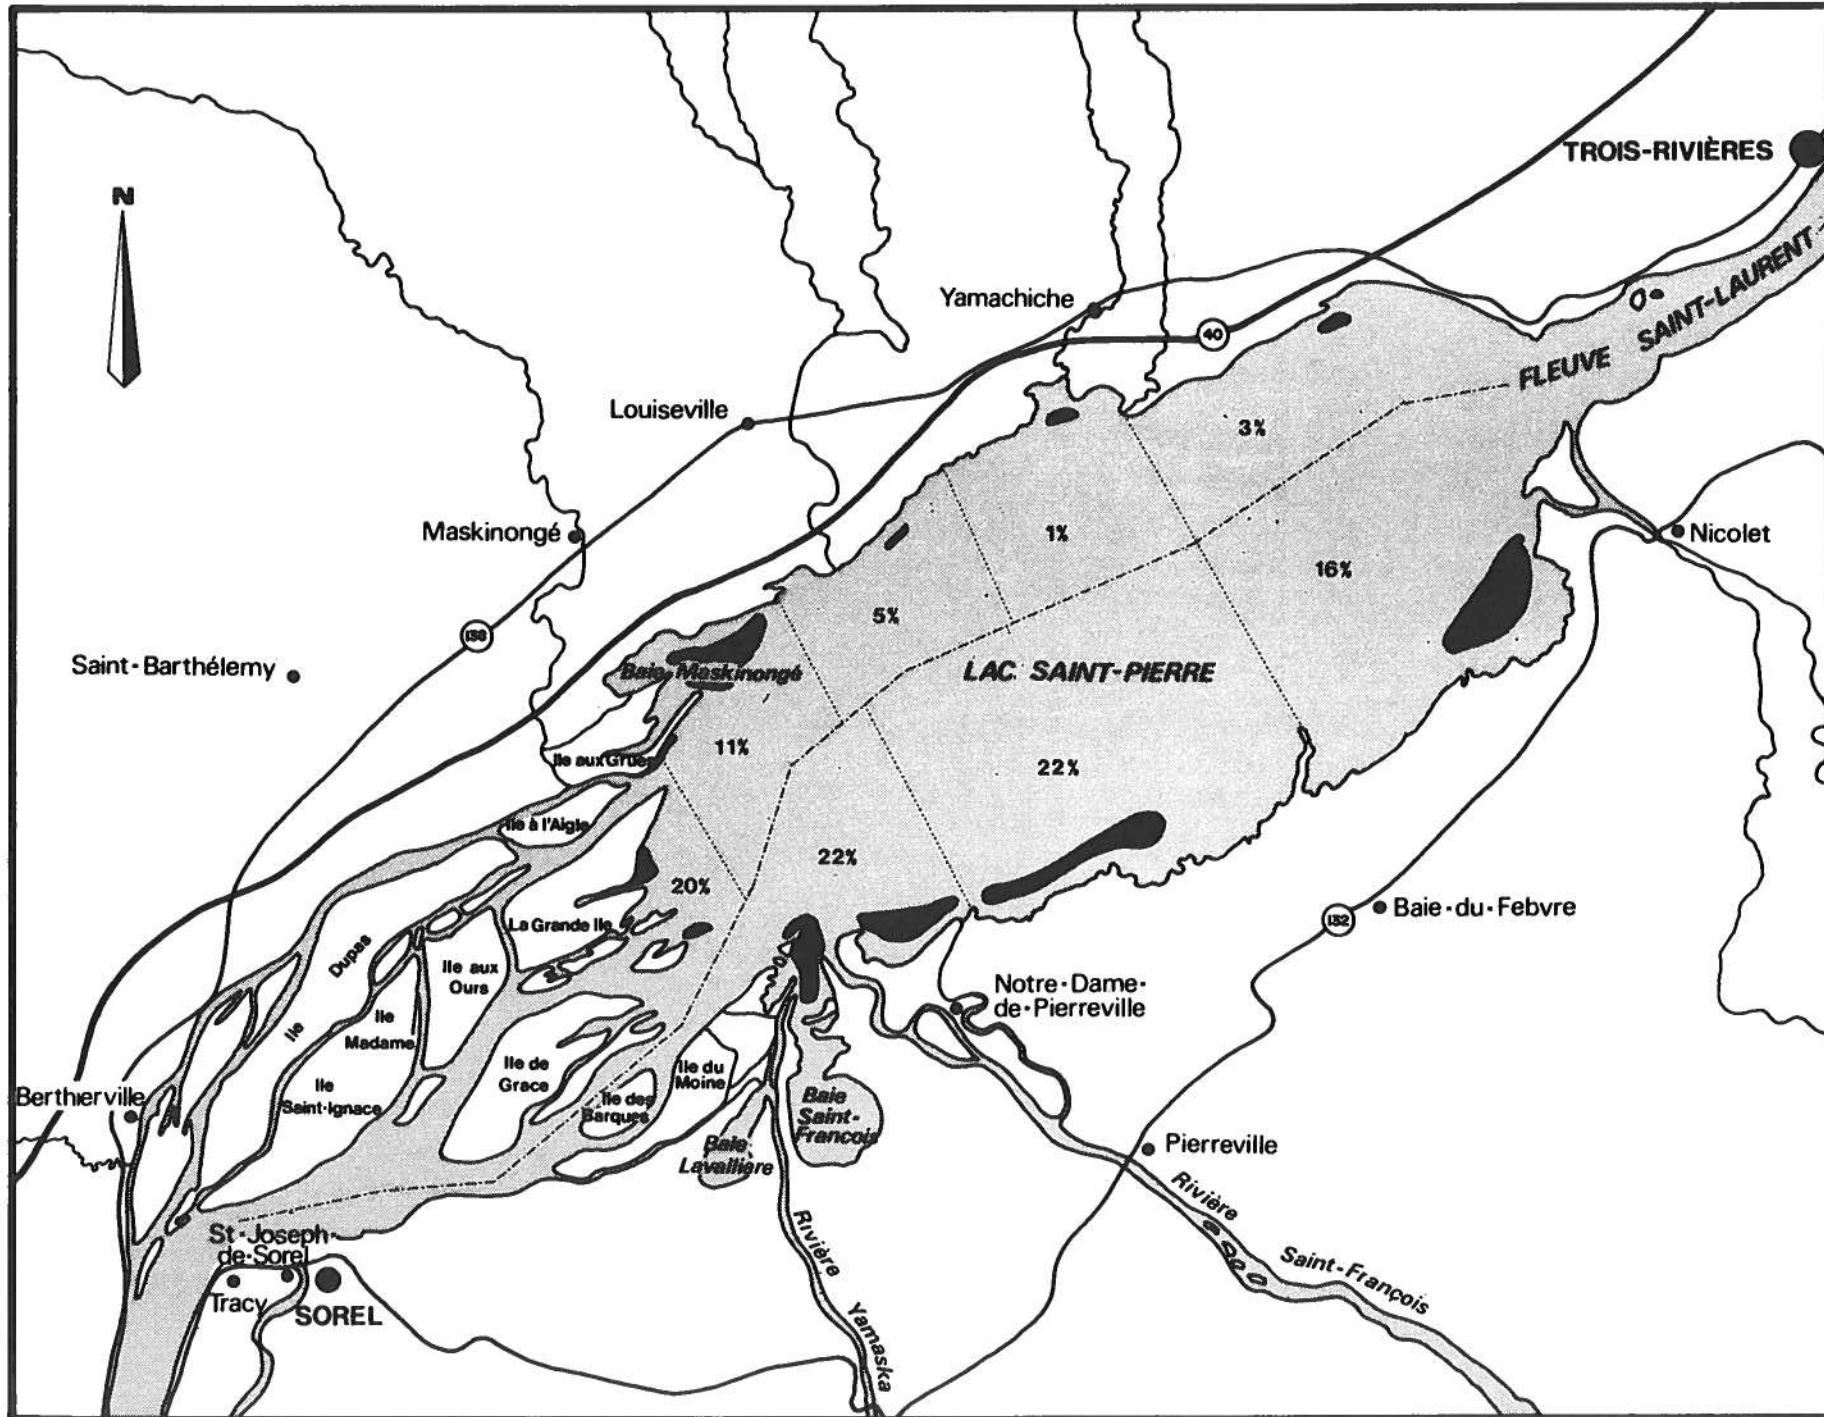 N
TROIS-RIVIÈRES
FLEUVE SAINT-LAURENT
Yamachiche
40
Louiseville
3%
Maskinongé
1%
Nicolet
16%
5%
138
Saint-Barthélemy
Baie Maskinongé
LAC SAINT-PIERRE
11%
Ile aux Grues
22%
Ile à l'Aigle
22%
20%
Baie-du-Febvre
132
La Grande Ile
Ile Dupas
Ile aux
Ours
Notre-Dame-
de-Pierreville
Ile
Madame
Ile de
Grace
Ile du
Moine
Berthierville
Ile
Saint-Ignace
Ile des
Barques
Baie
Saint-
François
Baie
Lavallière
Pierreville
Rivière Saint-François
Rivière Yamaska
St-Joseph-
de-Sorel
Tracy
SOREL